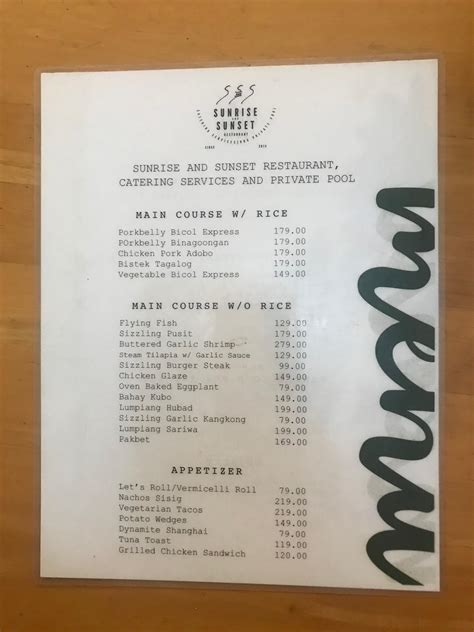 SUNRISE
AND
SUNSET
RESTAURANT
SUNRISE AND SUNSET RESTAURANT,
CATERING SERVICES AND PRIVATE POOL
menu
MAIN COURSE W/ RICE
Porkbelly Bicol Express 179.00
POrkbelly Binagoongan 179.00
Chicken Pork Adobo 179.00
Bistek Tagalog 179.00
Vegetable Bicol Express 149.00
MAIN COURSE W/O RICE
Flying Fish 129.00
Sizzling Pusit 179.00
Buttered Garlic Shrimp 279.00
Steam Tilapia w/ Garlic Sauce 129.00
Sizzling Burger Steak 99.00
Chicken Glaze 149.00
Oven Baked Eggplant 79.00
Bahay Kubo 149.00
Lumpiang Hubad 199.00
Sizzling Garlic Kangkong 79.00
Lumpiang Sariwa 199.00
Pakbet 169.00
APPETIZER
Let's Roll/Vermicelli Roll 79.00
Nachos Sisig 219.00
Vegetarian Tacos 219.00
Potato Wedges 149.00
Dynamite Shanghai 79.00
Tuna Toast 119.00
Grilled Chicken Sandwich 120.00